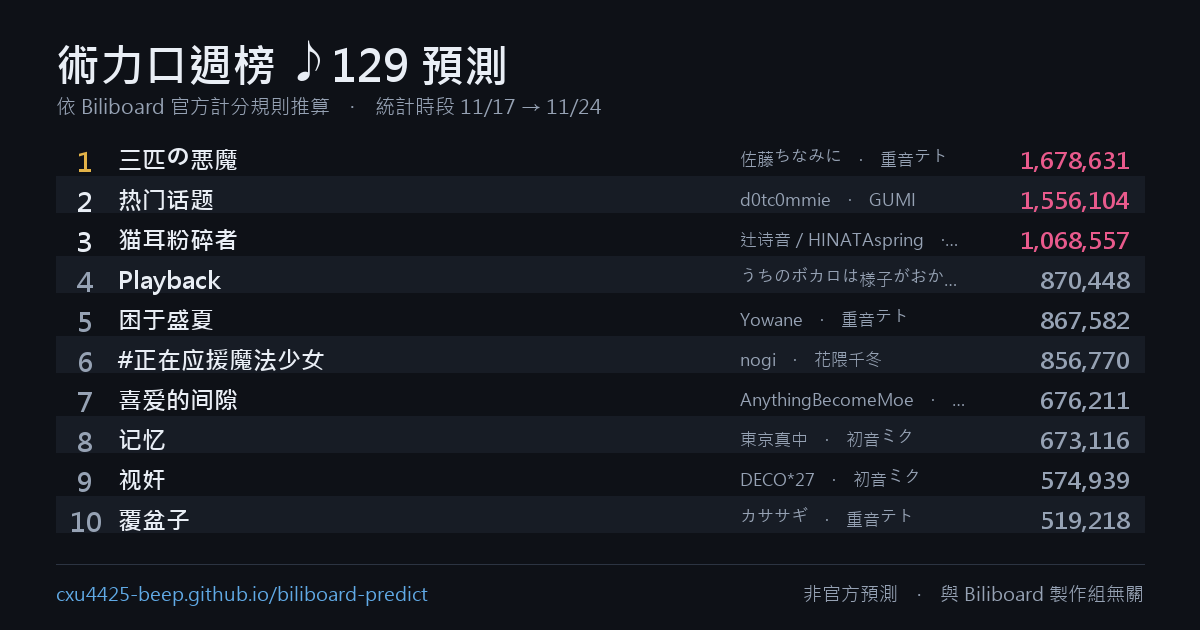 術力口週榜 ♪129 預測
依 Biliboard 官方計分規則推算 · 統計時段 11/17 → 11/24
1 三匹の悪魔 佐藤ちなみに · 重音テト 1,678,631
2 热门话题 d0tc0mmie · GUMI 1,556,104
3 猫耳粉碎者 辻诗音 / HINATAspring ·... 1,068,557
4 Playback うちのボカロは様子がおか... 870,448
5 困于盛夏 Yowane · 重音テト 867,582
6 #正在应援魔法少女 nogi · 花隈千冬 856,770
7 喜爱的间隙 AnythingBecomeMoe · ... 676,211
8 记忆 東京真中 · 初音ミク 673,116
9 视奸 DECO*27 · 初音ミク 574,939
10 覆盆子 カササギ · 重音テト 519,218
cxu4425-beep.github.io/biliboard-predict 非官方預測 · 與 Biliboard 製作組無關